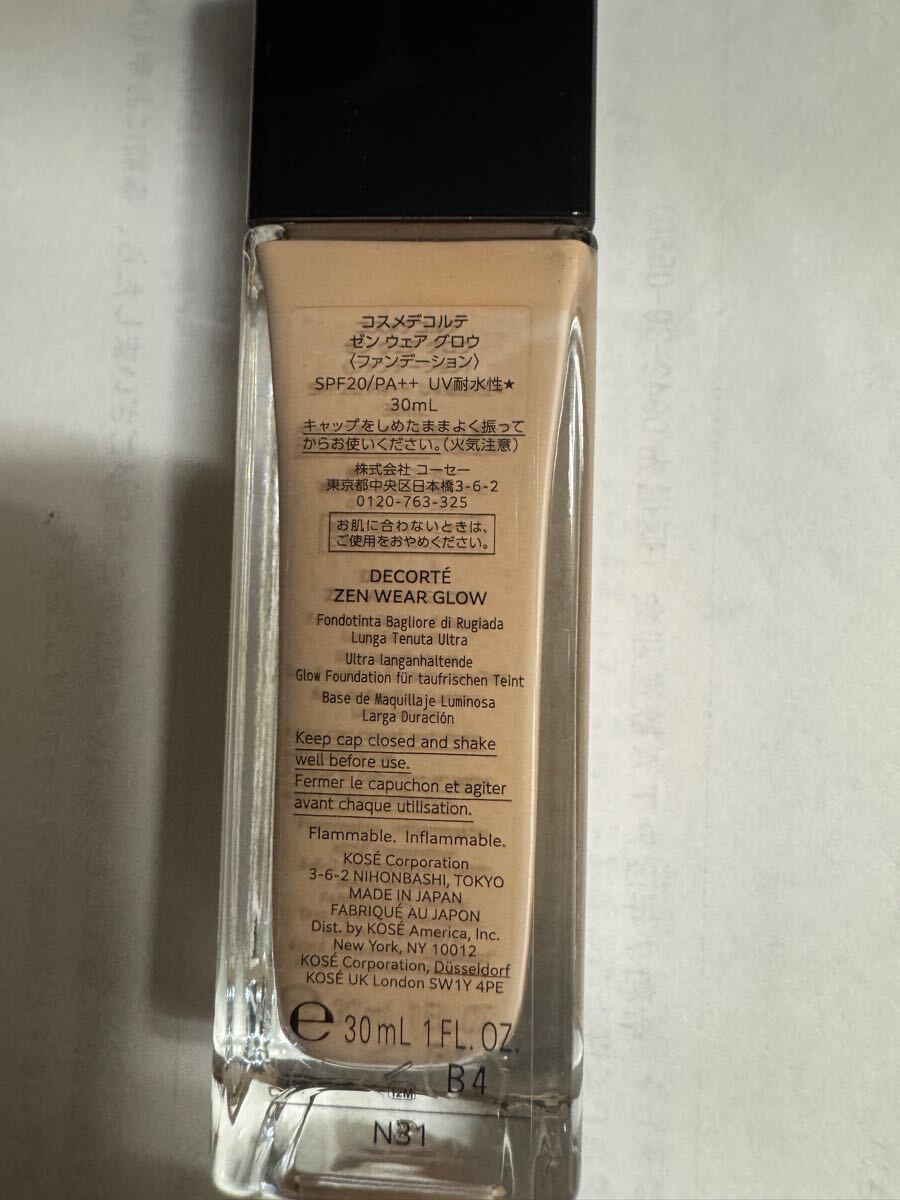 コスメデコルテ
ゼン ウェア グロウ
〈ファンデーション〉
SPF20/PA++ UV耐水性★
30mL
キャップをしめたままよく振って
からお使いください。(火気注意)
株式会社 コーセー
東京都中央区日本橋3-6-2
0120-763-325
お肌に合わないときは、
ご使用をおやめください。
DECORTÉ
ZEN WEAR GLOW
Fondotinta Bagliore di Rugiada
Lunga Tenuta Ultra
Ultra langanhaltende
Glow Foundation für taufrischen Teint
Base de Maquillaje Luminosa
Larga Duración
Keep cap closed and shake
well before use.
Fermer le capuchon et agiter
avant chaque utilisation.
Flammable. Inflammable.
KOSÉ Corporation
3-6-2 NIHONBASHI, TOKYO
MADE IN JAPAN
FABRIQUÉ AU JAPON
Dist. by KOSÉ America, Inc.
New York, NY 10012
KOSÉ Corporation, Düsseldorf
KOSÉ UK London SW1Y 4PE
e 30mL 1FL. OZ.
12M B4
N31